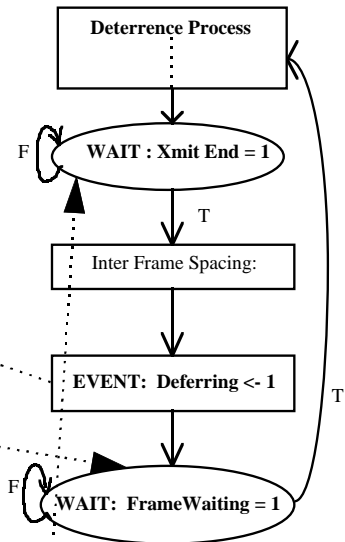 Deterrence Process
F
WAIT : Xmit End = 1
T
Inter Frame Spacing:
EVENT: Deferring <- 1
T
F
WAIT: FrameWaiting = 1